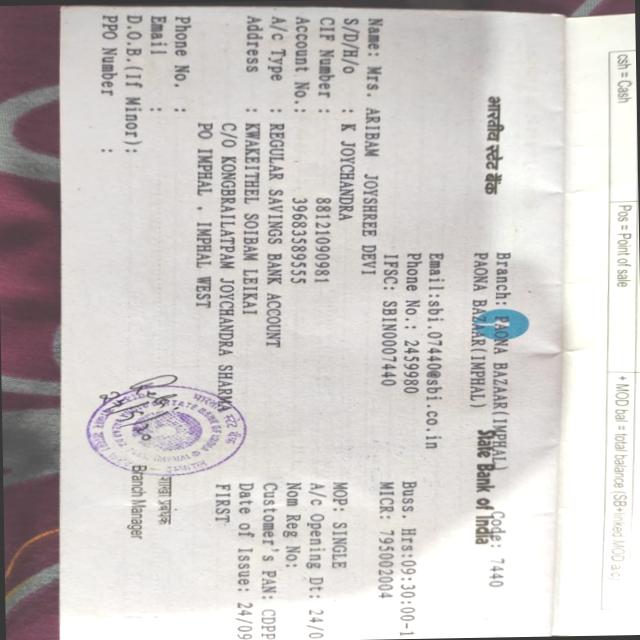 csh = Cash
Pos = Point of sale
+ MOD bal = total balance (SB+linked MOD a/c)
भारतीय स्टेट बैंक
State Bank of India
Branch: PAONA BAZAAR(IMPHAL) Code: 7440
PAONA BAZAAR(IMPHAL)
Email:sbi.07440@sbi.co.in
Phone No.: 2459980 Buss. Hrs:09:30:00-1
IFSC: SBIN0007440 MICR: 795002004
Name: Mrs. ARIBAM JOYSHREE DEVI
S/D/H/o : K JOYCHANDRA
CIF Number : 88121090981 MOP: SINGLE
Account No.: 39683589555 A/c Opening Dt: 24/0
A/c Type : REGULAR SAVINGS BANK ACCOUNT Nom Reg No:
Address : KWAKEITHEL SOIBAM LEIKAI Customer's PAN: CDPP
C/O KONGBRAILATPAM JOYCHANDRA SHARMA Date of Issue: 24/09
PO IMPHAL , IMPHAL WEST FIRST
Phone No. :
Email :
D.O.B.(If Minor):
PPO Number :
शाखा प्रबंधक
Branch Manager